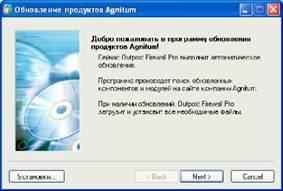 Обновление продуктов Agnitum
Добро пожаловать в программу обновления
продуктов Agnitum!
Сейчас Outpost Firewall Pro выполнит автоматическое
обновление.
Программа произведет поиск обновленных
компонентов и модулей на сайте компании Agnitum.
При наличии обновлений, Outpost Firewall Pro
загрузит и установит все необходимые файлы.
Установки... < Back Next > Cancel